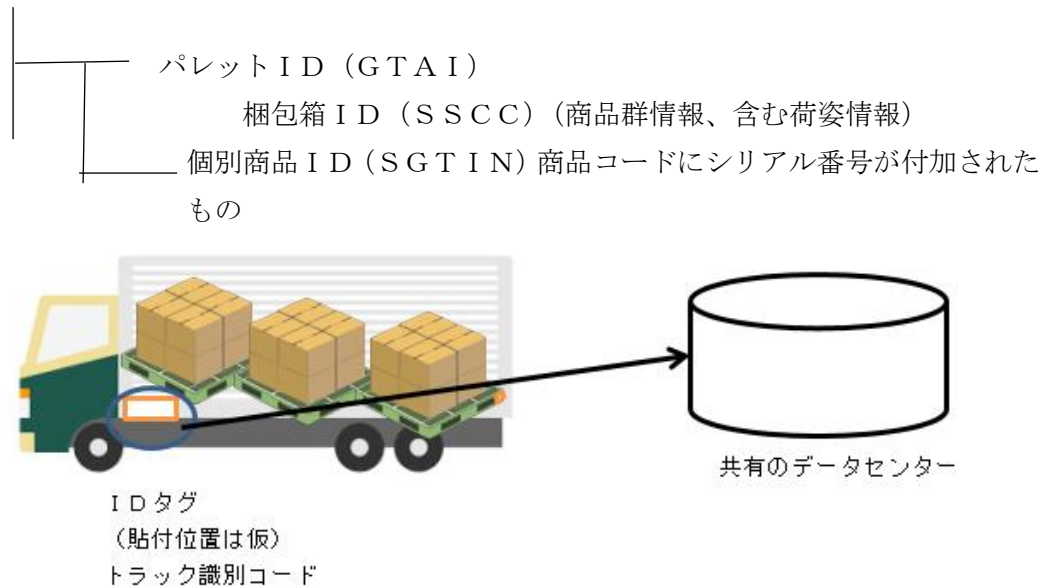 パレットＩＤ（ＧＴＡＩ）
梱包箱ＩＤ（ＳＳＣＣ）（商品群情報、含む荷姿情報）
個別商品ＩＤ（ＳＧＴＩＮ）商品コードにシリアル番号が付加された
もの
共有のデータセンター
ＩＤタグ
（貼付位置は仮）
トラック識別コード